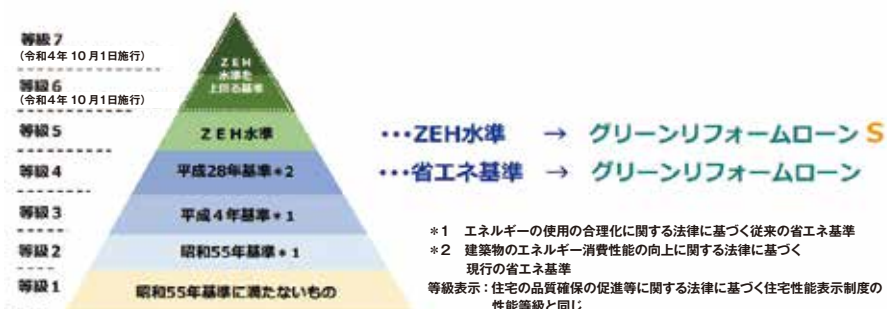 等級7
(令和4年10月1日施行)
ZEH
水準を
上回る基準
等級6
(令和4年10月1日施行)
等級5
ZEH水準
･･･ZEH水準 → グリーンリフォームローン S
等級4
平成28年基準*2
･･･省エネ基準 → グリーンリフォームローン
等級3
平成4年基準*1
等級2
昭和55年基準*1
等級1
昭和55年基準に満たないもの
*1 エネルギーの使用の合理化に関する法律に基づく従来の省エネ基準
*2 建築物のエネルギー消費性能の向上に関する法律に基づく
現行の省エネ基準
等級表示:住宅の品質確保の促進等に関する法律に基づく住宅性能表示制度の
性能等級と同じ